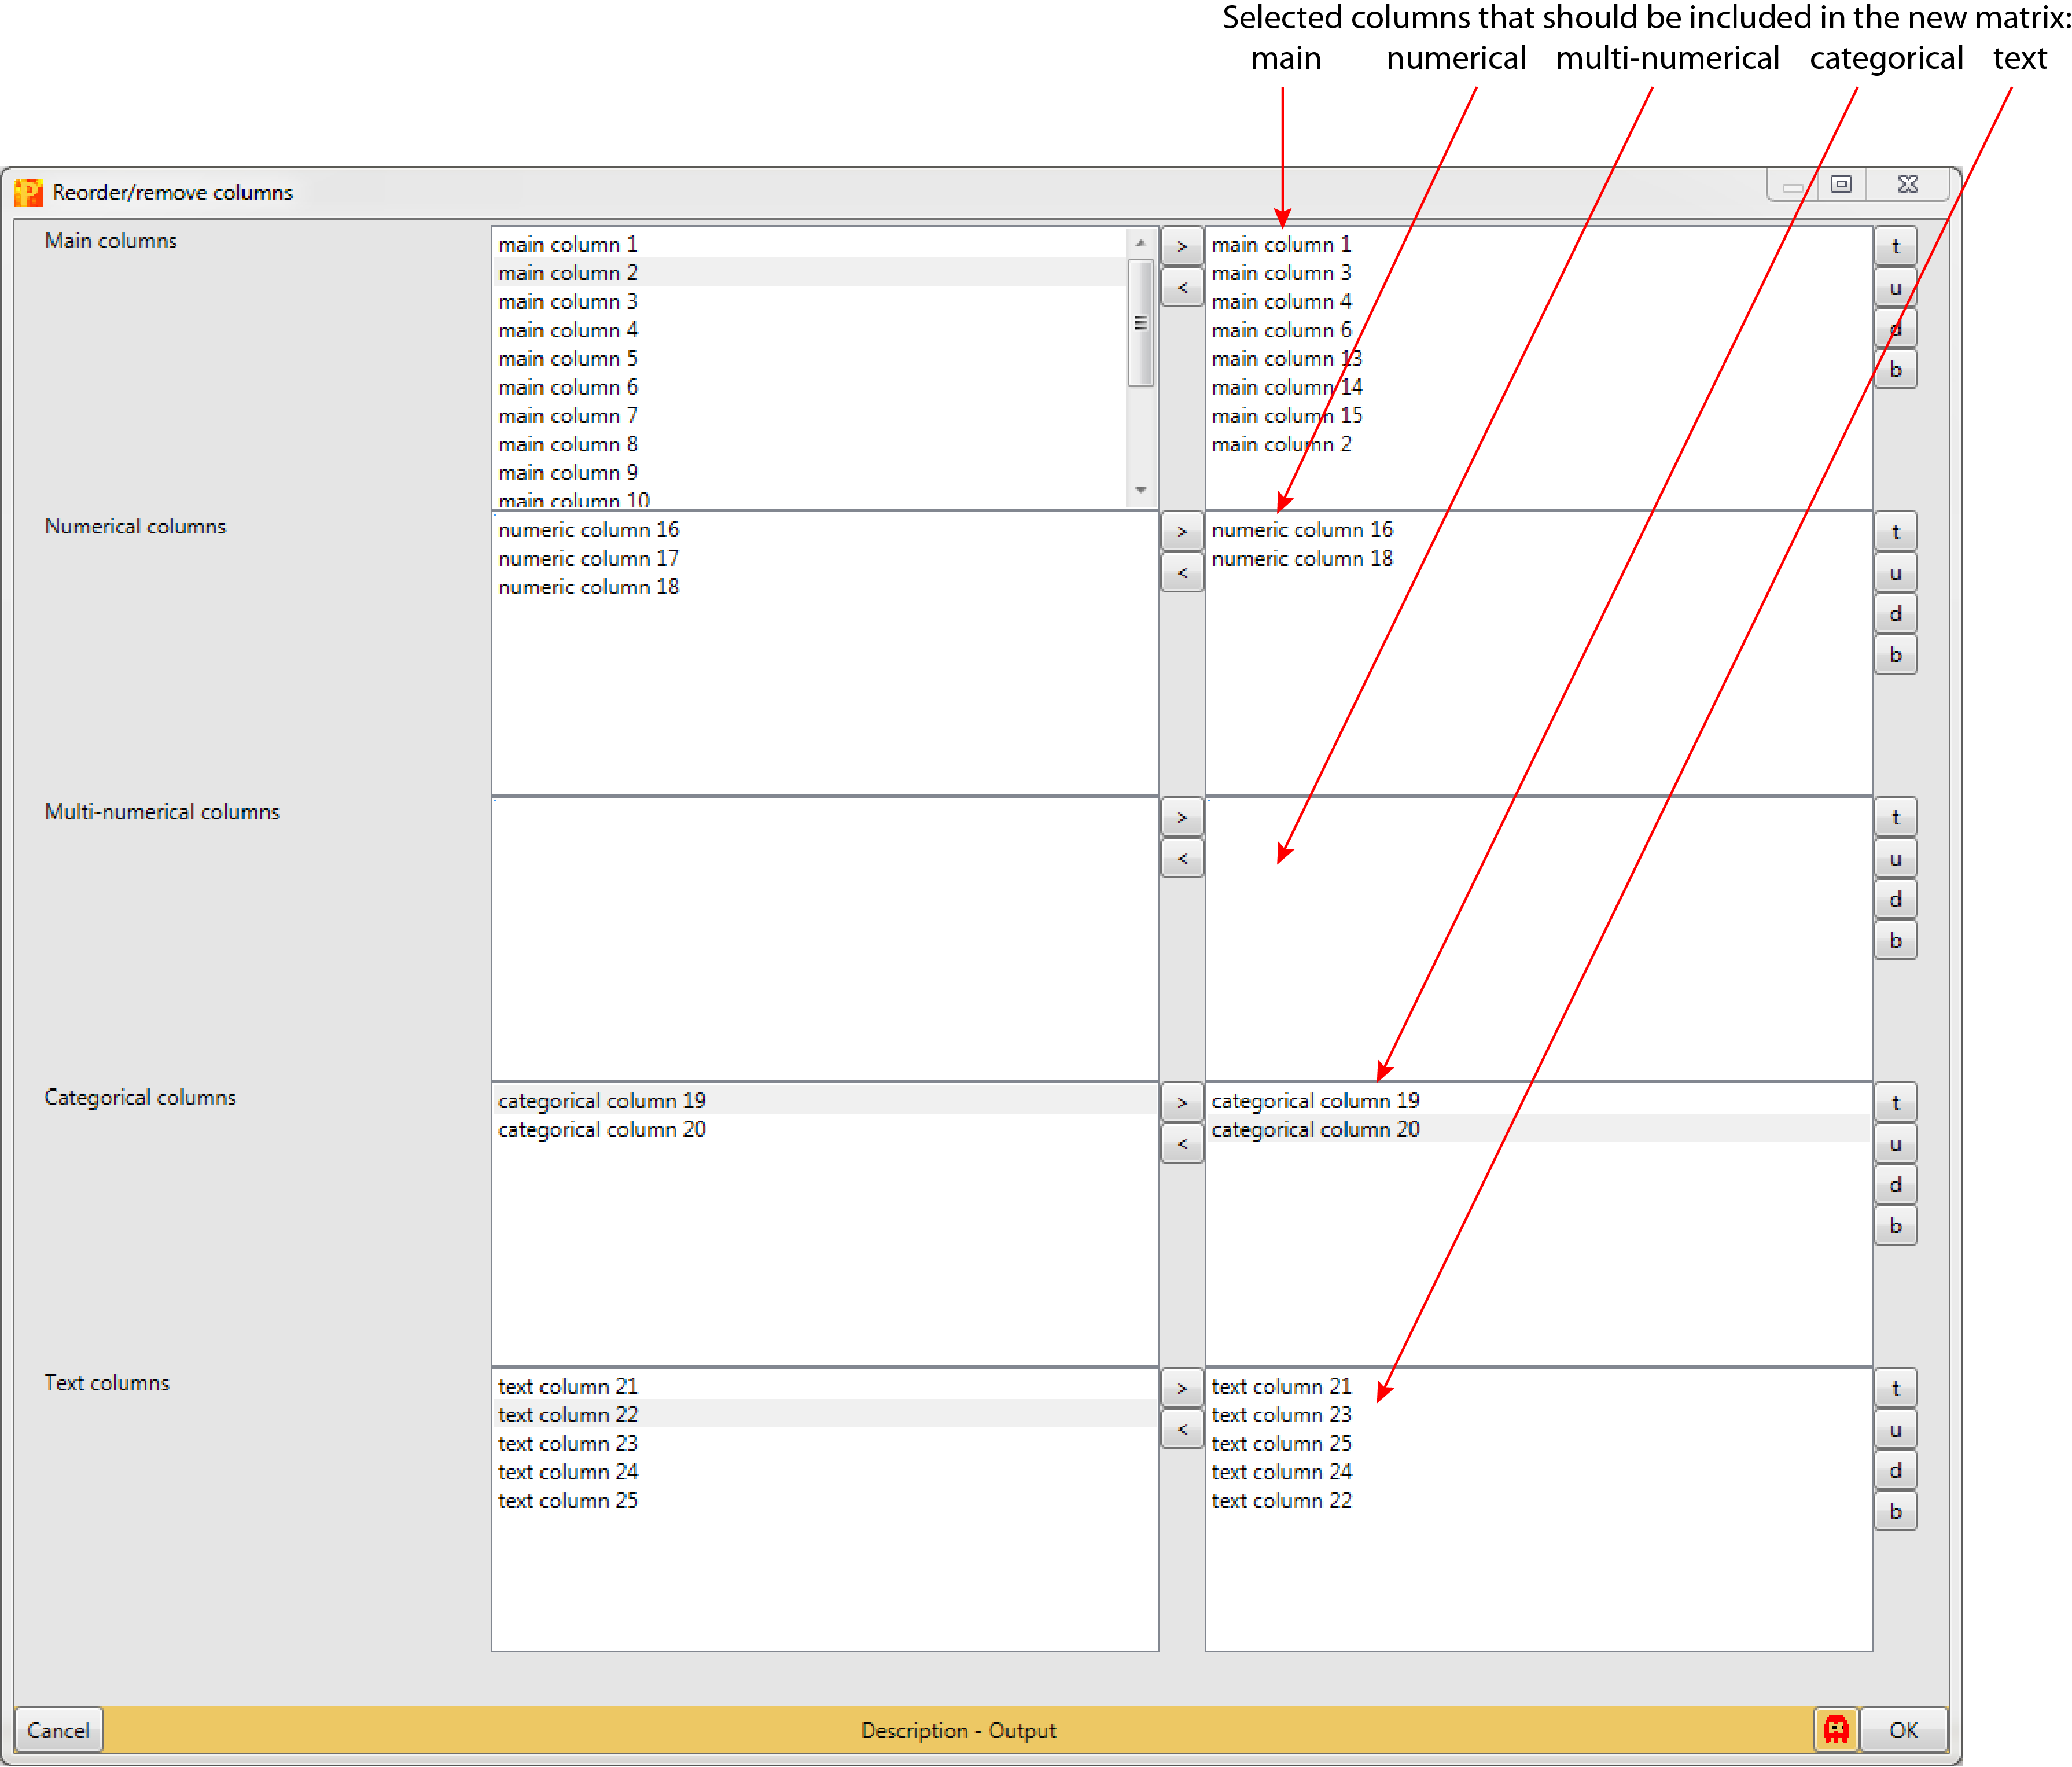 Selected columns that should be included in the new matrix:
main numerical multi-numerical categorical text
Reorder/remove columns
Main columns
main column 1
main column 2
main column 3
main column 4
main column 5
main column 6
main column 7
main column 8
main column 9
main column 10
>
<
main column 1
main column 3
main column 4
main column 6
main column 13
main column 14
main column 15
main column 2
t
u
d
b
Numerical columns
numeric column 16
numeric column 17
numeric column 18
>
<
numeric column 16
numeric column 18
t
u
d
b
Multi-numerical columns
>
<
t
u
d
b
Categorical columns
categorical column 19
categorical column 20
>
<
categorical column 19
categorical column 20
t
u
d
b
Text columns
text column 21
text column 22
text column 23
text column 24
text column 25
>
<
text column 21
text column 23
text column 25
text column 24
text column 22
t
u
d
b
Cancel
Description - Output
OK